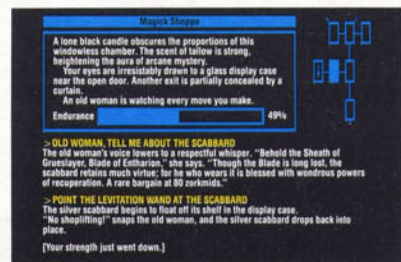 Magick Shoppe
A lone black candle obscures the proportions of this
windowless chamber. The scent of tallow is strong,
heightening the aura of arcane mystery.
Your eyes are irresistably drawn to a glass display case
near the open door. Another exit is partially concealed by a
curtain.
An old woman is watching every move you make.
Endurance 49%
>OLD WOMAN, TELL ME ABOUT THE SCABBARD
The old woman's voice lowers to a respectful whisper. "Behold the Sheath of
Grueslayer, Blade of Entharion," she says. "Though the Blade is long lost, the
scabbard retains much virtue; for he who wears it is blessed with wondrous powers
of recuperation. A rare bargain at 80 zorkmids."
>POINT THE LEVITATION WAND AT THE SCABBARD
The silver scabbard begins to float off its shelf in the display case.
"No shoplifting!" snaps the old woman, and the silver scabbard drops back into
place.
[Your strength just went down.]